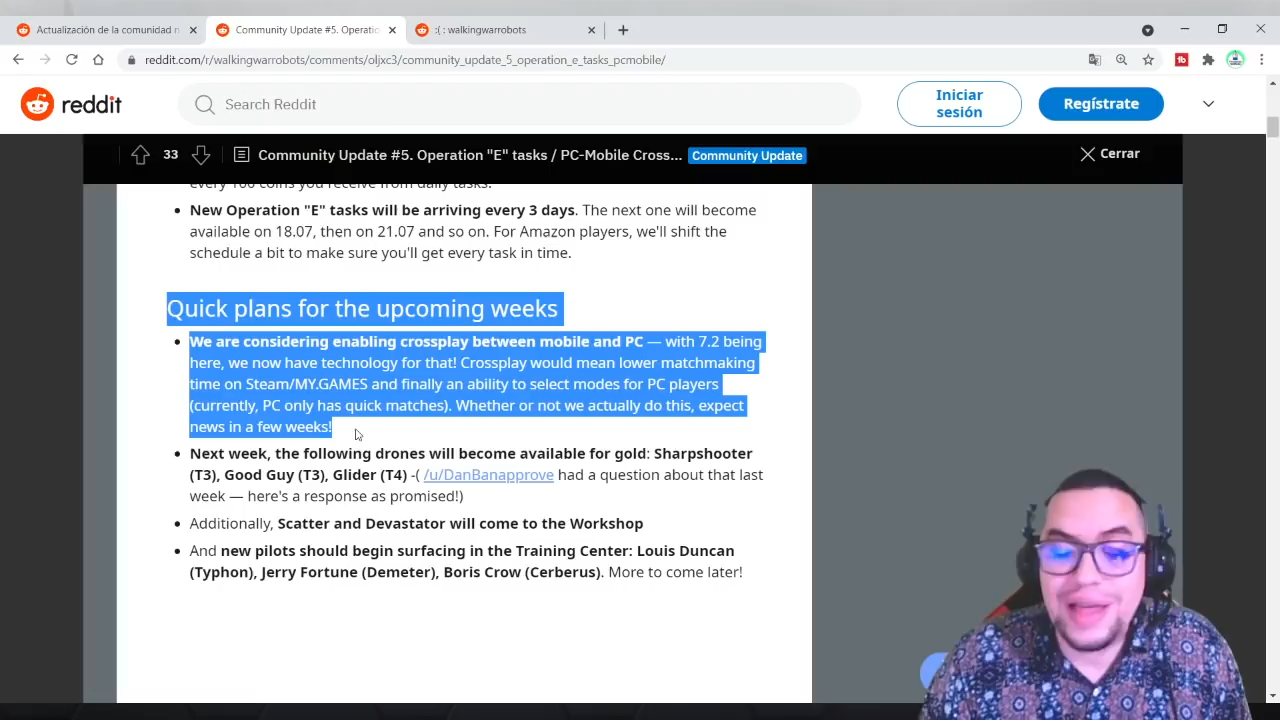 Actualización de la comunidad n
Community Update #5. Operatio
:( : walkingwarrobots
reddit.com/r/walkingwarrobots/comments/oljxc3/community_update_5_operation_e_tasks_pcmobile/
reddit
Search Reddit
Iniciar
sesión
Regístrate
33
Community Update #5. Operation "E" tasks / PC-Mobile Cross...
Community Update
Cerrar
every 100 coins you receive from daily tasks.
• New Operation "E" tasks will be arriving every 3 days. The next one will become
available on 18.07, then on 21.07 and so on. For Amazon players, we'll shift the
schedule a bit to make sure you'll get every task in time.
Quick plans for the upcoming weeks
• We are considering enabling crossplay between mobile and PC — with 7.2 being
here, we now have technology for that! Crossplay would mean lower matchmaking
time on Steam/MY.GAMES and finally an ability to select modes for PC players
(currently, PC only has quick matches). Whether or not we actually do this, expect
news in a few weeks!
• Next week, the following drones will become available for gold: Sharpshooter
(T3), Good Guy (T3), Glider (T4) -( /u/DanBanapprove had a question about that last
week — here's a response as promised!)
• Additionally, Scatter and Devastator will come to the Workshop
• And new pilots should begin surfacing in the Training Center: Louis Duncan
(Typhon), Jerry Fortune (Demeter), Boris Crow (Cerberus). More to come later!